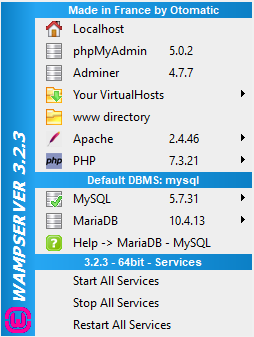 Made in France by Otomatic
Localhost
phpMyAdmin 5.0.2
Adminer 4.7.7
Your VirtualHosts
www directory
Apache 2.4.46
php PHP 7.3.21
Default DBMS: mysql
MySQL 5.7.31
MariaDB 10.4.13
Help -> MariaDB - MySQL
3.2.3 - 64bit - Services
Start All Services
Stop All Services
Restart All Services
WAMPSERVER 3.2.3